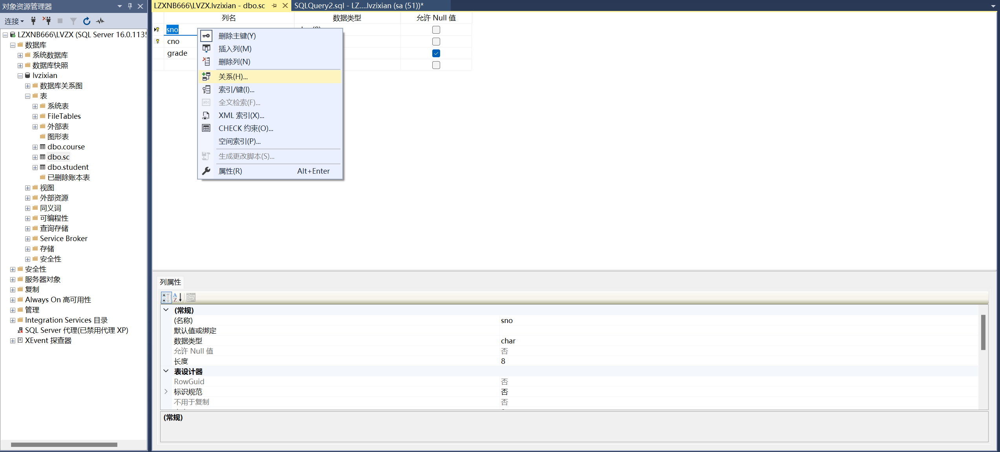 对象资源管理器
连接
LZXNB666\LVZX (SQL Server 16.0.1135
数据库
系统数据库
数据库快照
lvzixian
数据库关系图
表
系统表
FileTables
外部表
图形表
dbo.course
dbo.sc
dbo.student
已删除账本表
视图
外部资源
同义词
可编程性
查询存储
Service Broker
存储
安全性
安全性
服务器对象
复制
Always On 高可用性
管理
Integration Services 目录
SQL Server 代理(已禁用代理 XP)
XEvent 探查器
LZXNB666\LVZX.lvzixian - dbo.sc
SQLQuery2.sql - LZ....lvzixian (sa (51))*
列名 数据类型 允许 Null 值
sno
cno
grade
删除主键(Y)
插入列(M)
删除列(N)
关系(H)...
索引/键(I)...
全文检索(F)...
XML 索引(X)...
CHECK 约束(O)...
空间索引(P)...
生成更改脚本(S)...
属性(R) Alt+Enter
列属性
(常规)
(名称) sno
默认值或绑定
数据类型 char
允许 Null 值 否
长度 8
表设计器
RowGuid 否
标识规范 否
不用于复制 否
(常规)